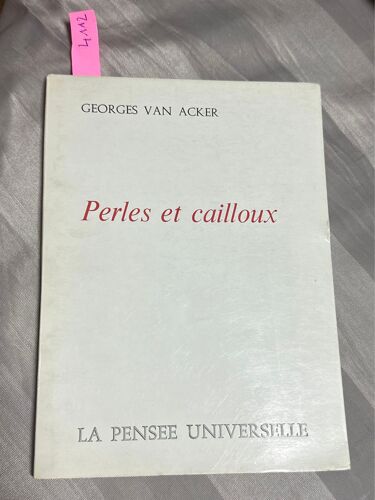 GEORGES VAN ACKER
Perles et cailloux
LA PENSEE UNIVERSELLE